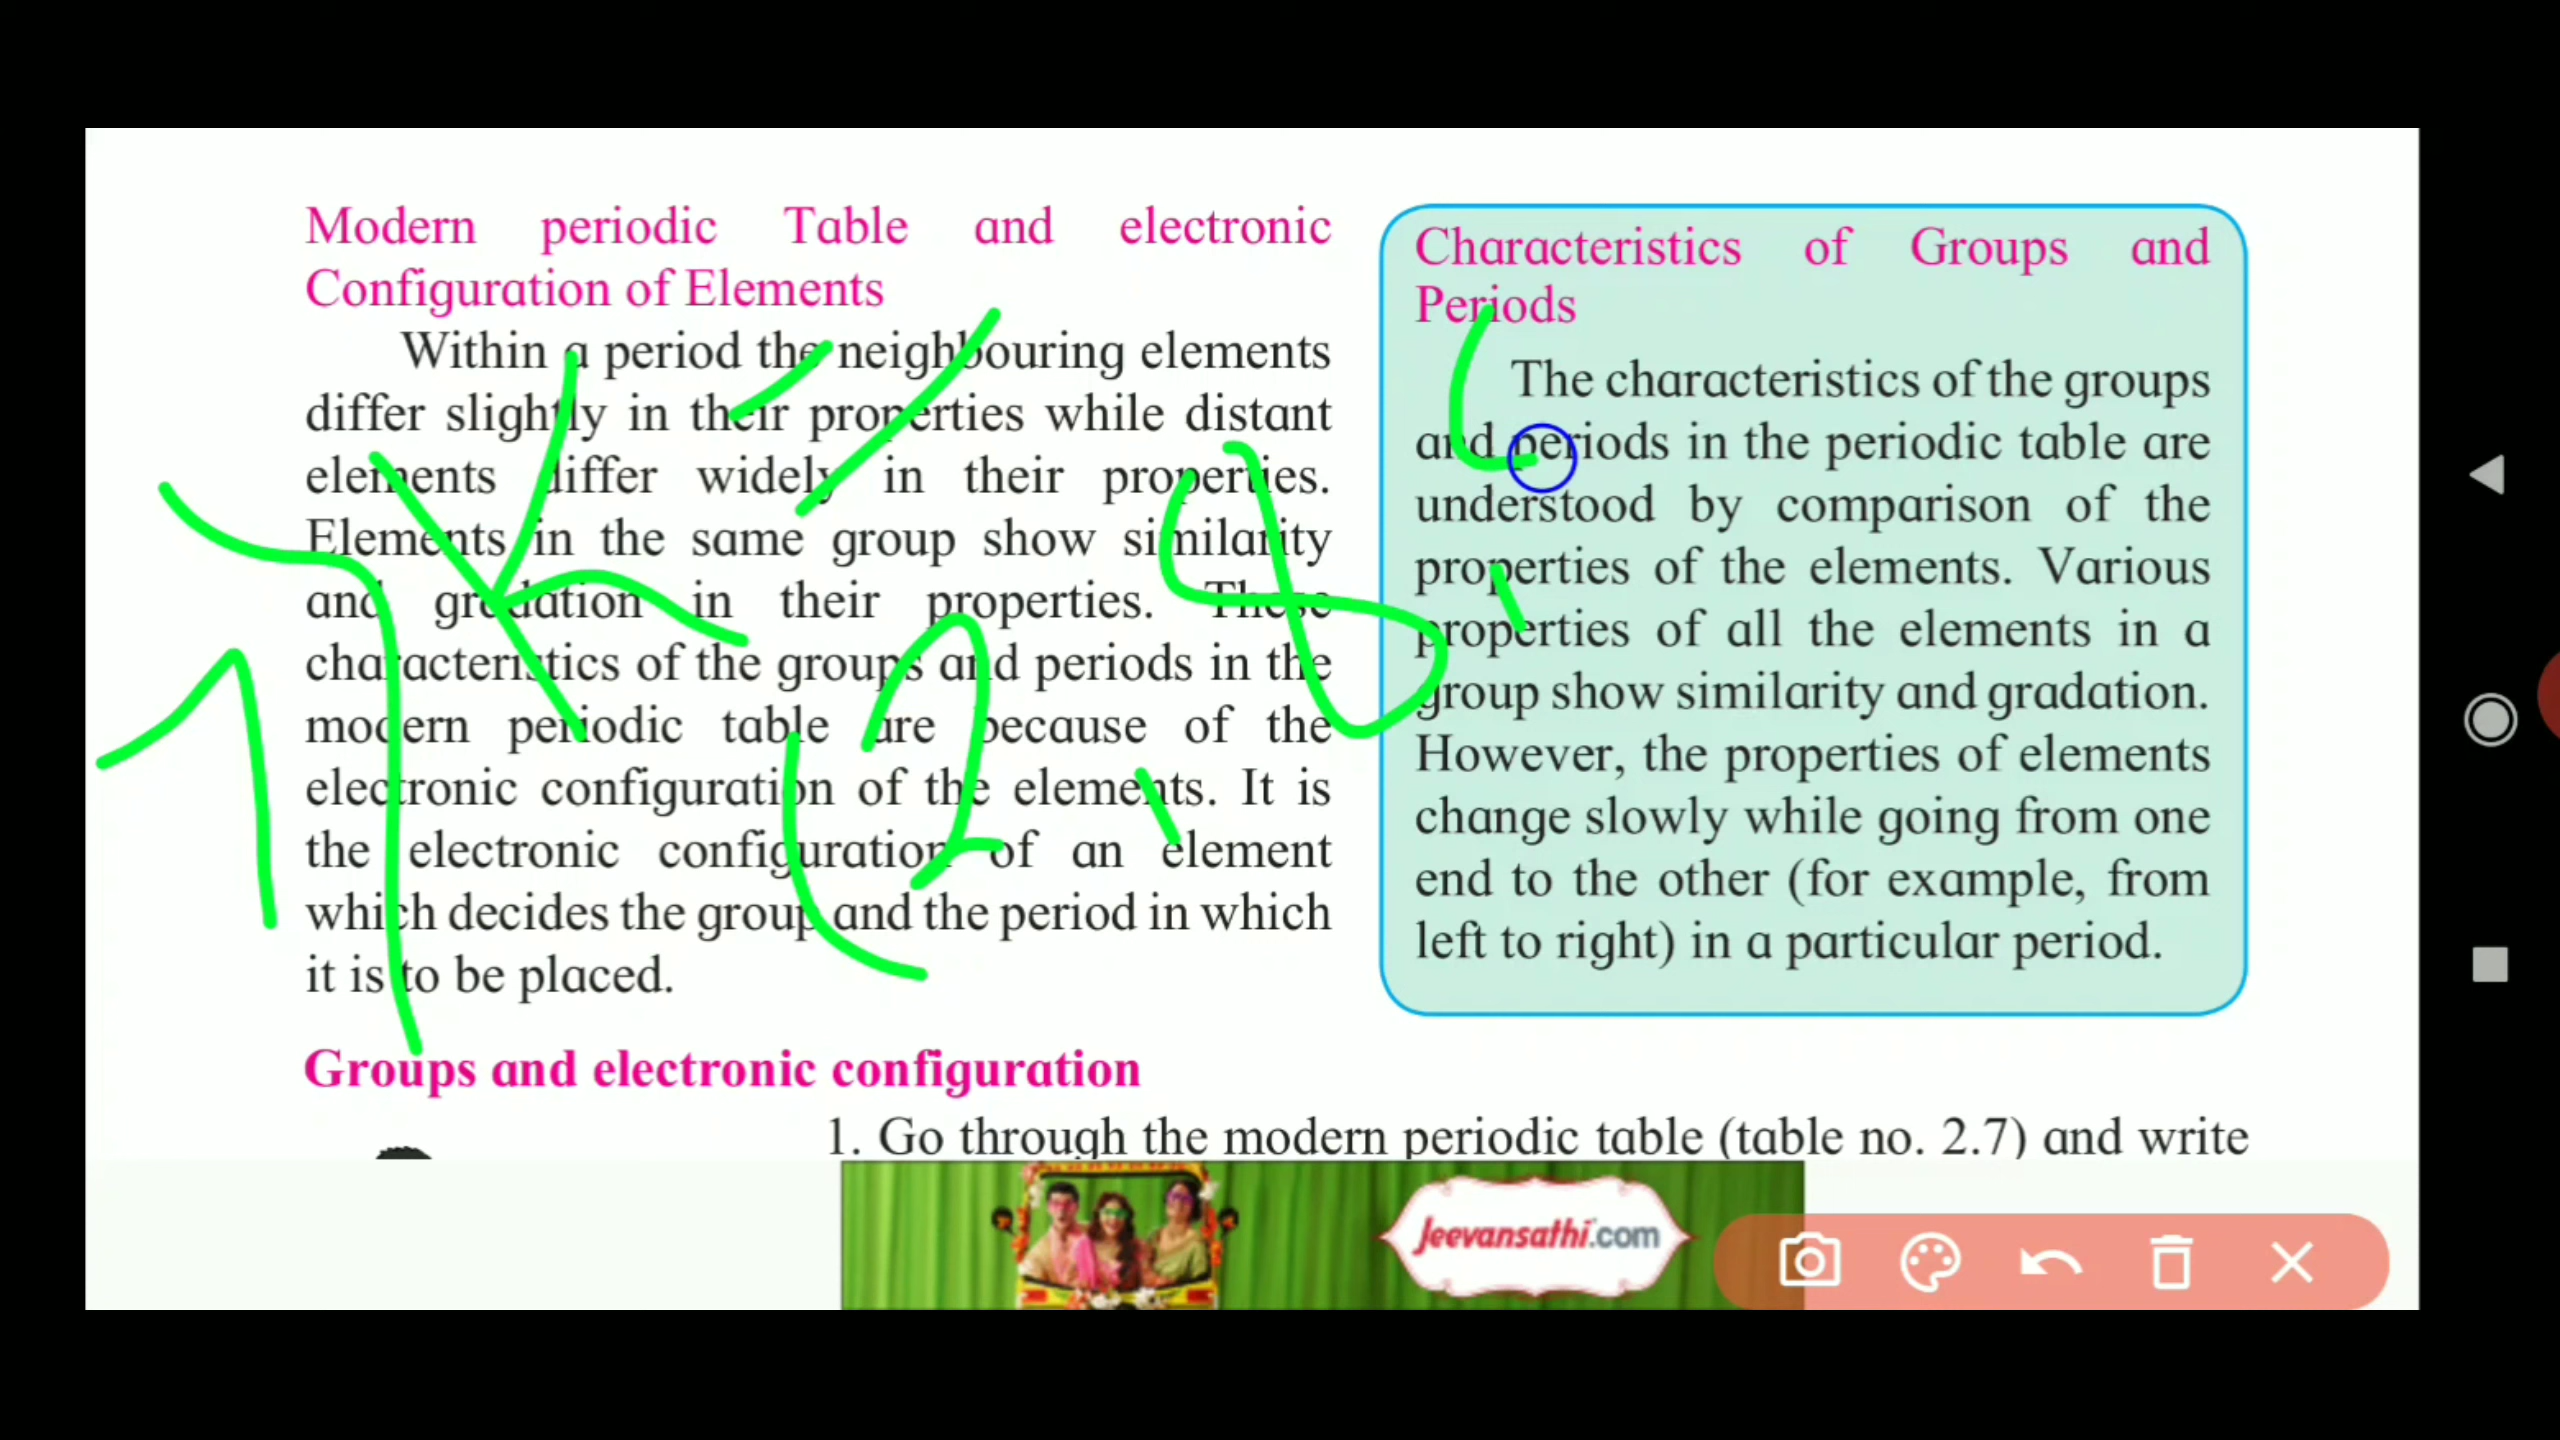 Modern periodic Table and electronic
Configuration of Elements
Within a period the neighbouring elements
differ slightly in their properties while distant
elements differ widely in their properties.
Elements in the same group show similarity
and gradation in their properties. These
characteristics of the groups and periods in the
modern periodic table are because of the
electronic configuration of the elements. It is
the electronic configuration of an element
which decides the group and the period in which
it is to be placed.
Characteristics of Groups and
Periods
The characteristics of the groups
and periods in the periodic table are
understood by comparison of the
properties of the elements. Various
properties of all the elements in a
group show similarity and gradation.
However, the properties of elements
change slowly while going from one
end to the other (for example, from
left to right) in a particular period.
Groups and electronic configuration
1. Go through the modern periodic table (table no. 2.7) and write
Jeevansathi.com